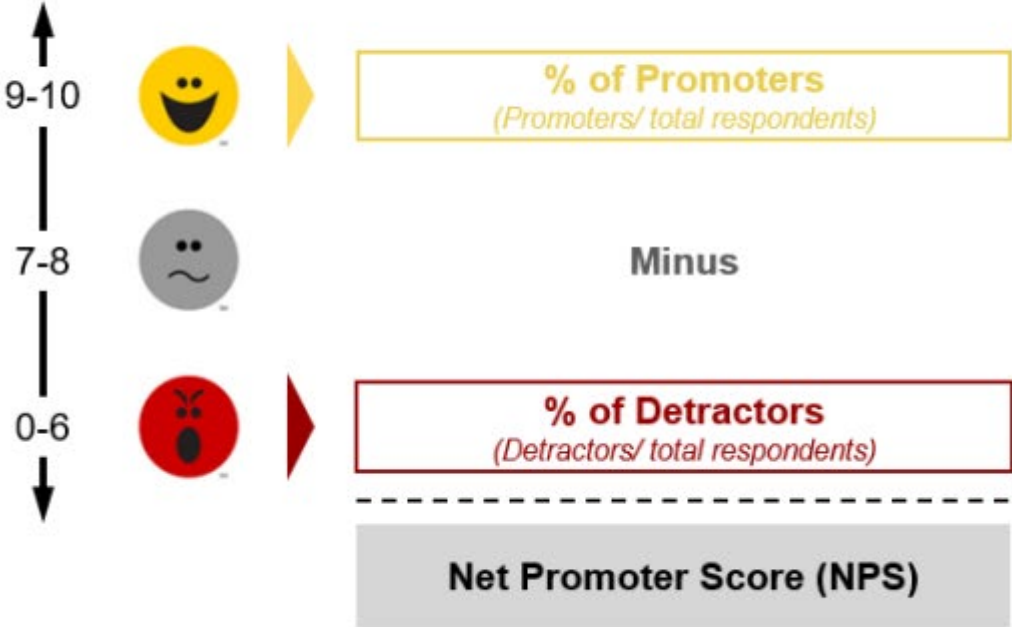 9-10
% of Promoters
(Promoters/ total respondents)
7-8
Minus
0-6
% of Detractors
(Detractors/ total respondents)
Net Promoter Score (NPS)